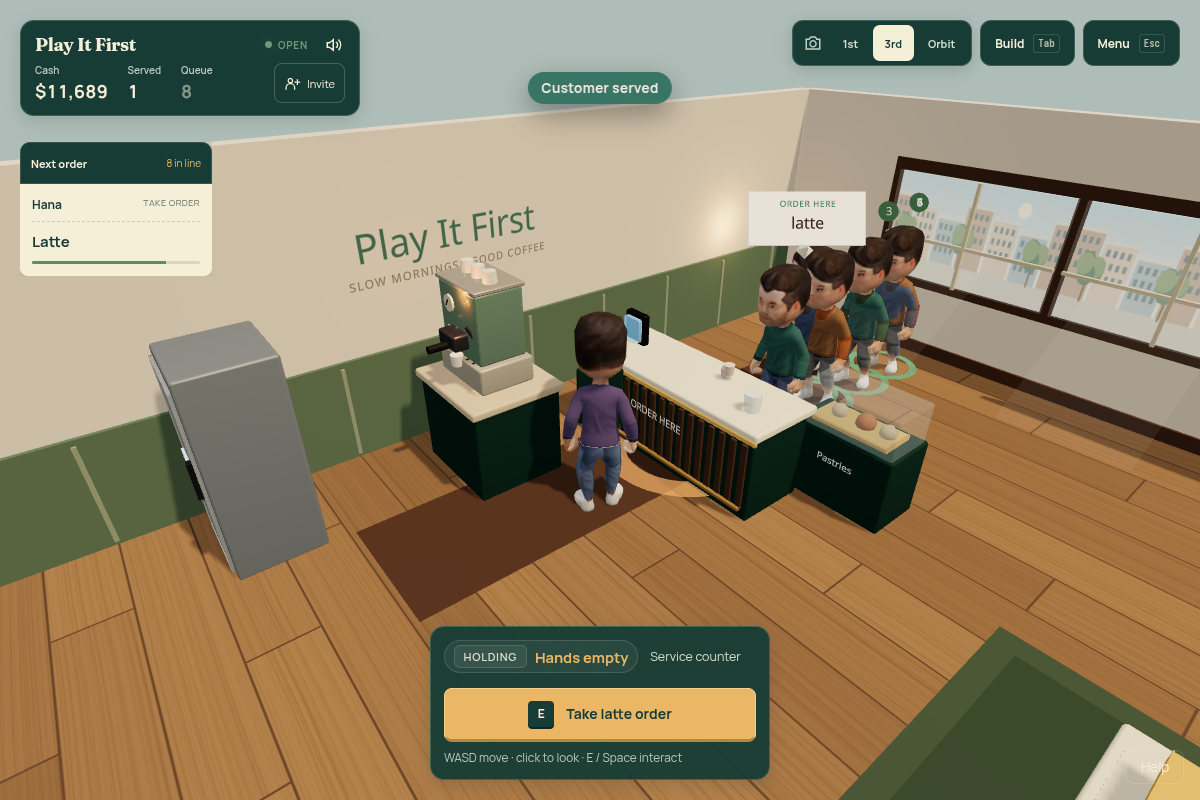 Play It First
OPEN
Cash
Served
Queue
$11,689
1
8
Invite
1st
3rd
Orbit
Build
Tab
Menu
Esc
Customer served
Next order
8 in line
Hana
TAKE ORDER
Latte
Play It First
SLOW MORNINGS GOOD COFFEE
ORDER HERE
latte
3
ORDER HERE
Pastries
HOLDING
Hands empty
Service counter
E
Take latte order
WASD move · click to look · E / Space interact
Help